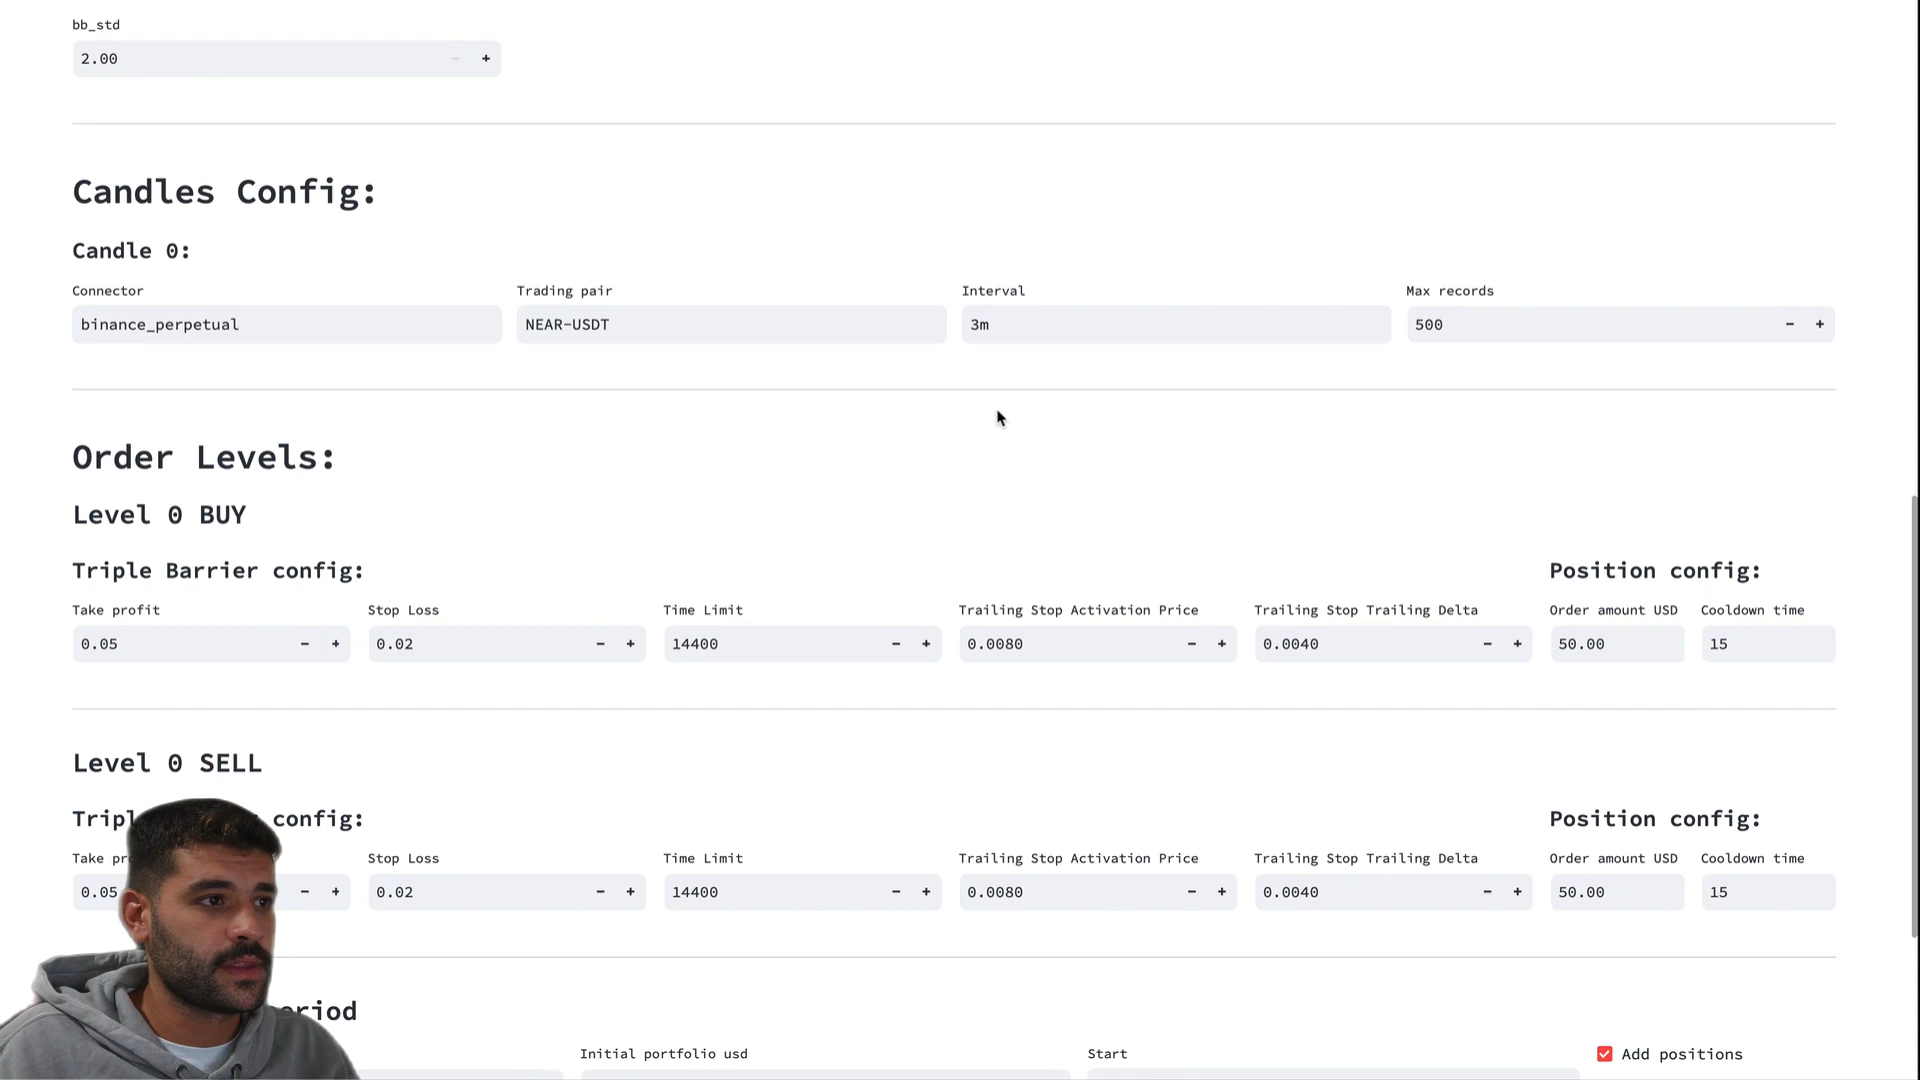 bb_std
2.00 - +
Candles Config:
Candle 0:
Connector Trading pair Interval Max records
binance_perpetual NEAR-USDT 3m 500 - +
Order Levels:
Level 0 BUY
Triple Barrier config: Position config:
Take profit Stop Loss Time Limit Trailing Stop Activation Price Trailing Stop Trailing Delta Order amount USD Cooldown time
0.05 - + 0.02 - + 14400 - + 0.0080 - + 0.0040 - + 50.00 15
Level 0 SELL
config: Position config:
Take Stop Loss Time Limit Trailing Stop Activation Price Trailing Stop Trailing Delta Order amount USD Cooldown time
0.05 - + 0.02 - + 14400 - + 0.0080 - + 0.0040 - + 50.00 15
Initial portfolio usd Start Add positions